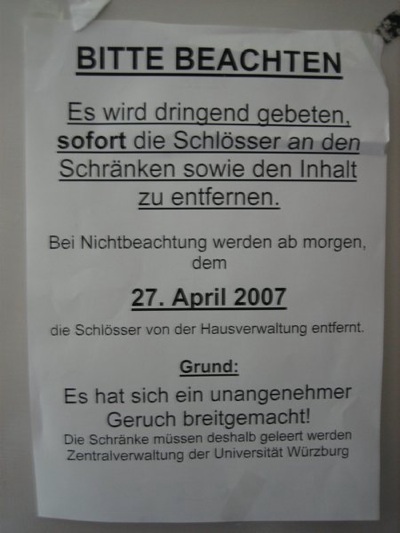 BITTE BEACHTEN
Es wird dringend gebeten,
sofort die Schlösser an den
Schränken sowie den Inhalt
zu entfernen.
Bei Nichtbeachtung werden ab morgen,
dem
27. April 2007
die Schlösser von der Hausverwaltung entfernt.
Grund:
Es hat sich ein unangenehmer
Geruch breitgemacht!
Die Schränke müssen deshalb geleert werden
Zentralverwaltung der Universität Würzburg